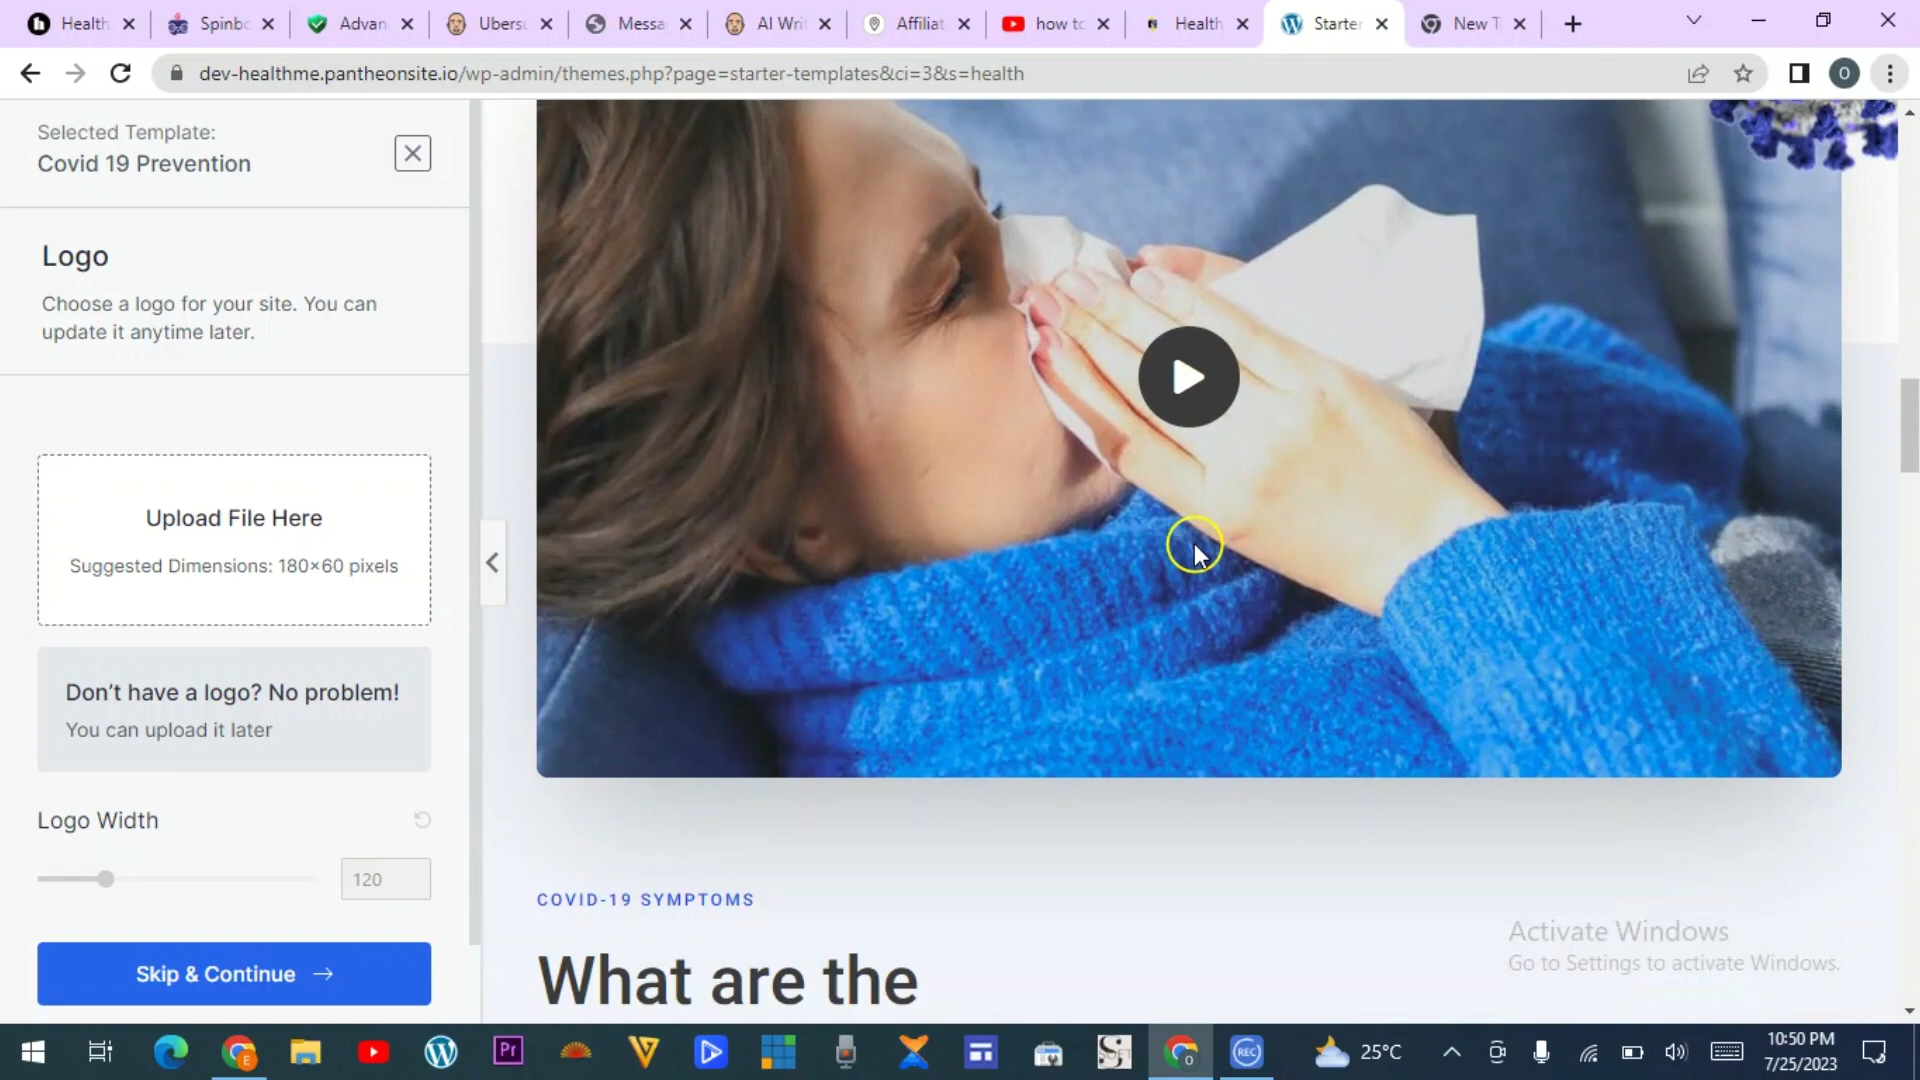 Health
Spinbo
Advan
Ubersu
Messa
AI Wri
Affiliat
how to
Health
Starter
New T
dev-healthme.pantheonsite.io/wp-admin/themes.php?page=starter-templates&ci=3&s=health
O
Selected Template:
Covid 19 Prevention
Logo
Choose a logo for your site. You can
update it anytime later.
Upload File Here
Suggested Dimensions: 180×60 pixels
Don’t have a logo? No problem!
You can upload it later
Logo Width
120
Skip & Continue →
COVID-19 SYMPTOMS
What are the
Activate Windows
Go to Settings to activate Windows.
E
Pr
REC
25°C
10:50 PM
7/25/2023